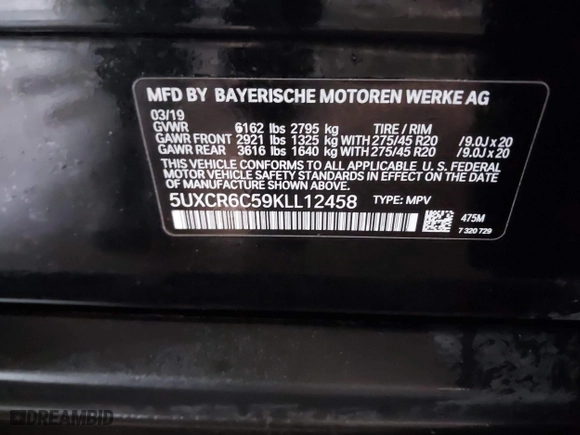 MFD BY BAYERISCHE MOTOREN WERKE AG
03/19
GVWR 6162 lbs 2795 kg TIRE / RIM
GAWR FRONT 2921 lbs 1325 kg WITH 275/45 R20 /9.0J x 20
GAWR REAR 3616 lbs 1640 kg WITH 275/45 R20 /9.0J x 20
THIS VEHICLE CONFORMS TO ALL APPLICABLE U. S. FEDERAL
MOTOR VEHICLE SAFETY STANDARDS IN EFFECT ON THE DATE
OF MANUFACTURE SHOWN ABOVE.
5UXCR6C59KLL12458 TYPE: MPV
475M
7 320 729
DREAMBID